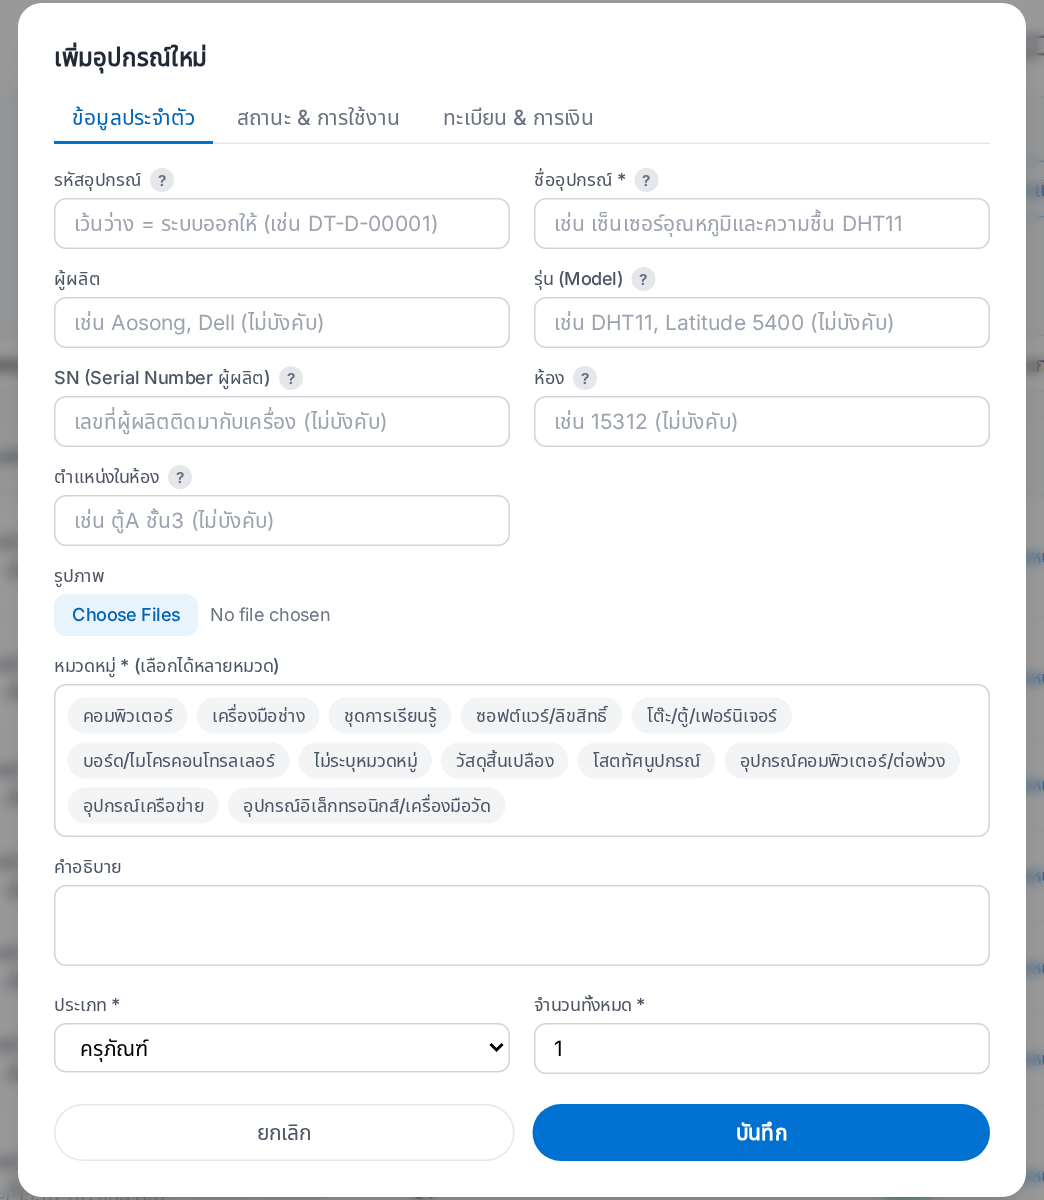 เพิ่มอุปกรณ์ใหม่
ข้อมูลประจำตัว สถานะ & การใช้งาน ทะเบียน & การเงิน
รหัสอุปกรณ์ ? ชื่ออุปกรณ์ * ?
เว้นว่าง = ระบบออกให้ (เช่น DT-D-00001) เช่น เซ็นเซอร์อุณหภูมิและความชื้น DHT11
ผู้ผลิต รุ่น (Model) ?
เช่น Aosong, Dell (ไม่บังคับ) เช่น DHT11, Latitude 5400 (ไม่บังคับ)
SN (Serial Number ผู้ผลิต) ? ห้อง ?
เลขที่ผู้ผลิตติดมากับเครื่อง (ไม่บังคับ) เช่น 15312 (ไม่บังคับ)
ตำแหน่งในห้อง ?
เช่น ตู้A ชั้น3 (ไม่บังคับ)
รูปภาพ
Choose Files No file chosen
หมวดหมู่ * (เลือกได้หลายหมวด)
คอมพิวเตอร์ เครื่องมือช่าง ชุดการเรียนรู้ ซอฟต์แวร์/ลิขสิทธิ์ โต๊ะ/ตู้/เฟอร์นิเจอร์
บอร์ด/ไมโครคอนโทรลเลอร์ ไม่ระบุหมวดหมู่ วัสดุสิ้นเปลือง โสตทัศนูปกรณ์ อุปกรณ์คอมพิวเตอร์/ต่อพ่วง
อุปกรณ์เครือข่าย อุปกรณ์อิเล็กทรอนิกส์/เครื่องมือวัด
คำอธิบาย
ประเภท * จำนวนทั้งหมด *
ครุภัณฑ์ 1
ยกเลิก บันทึก